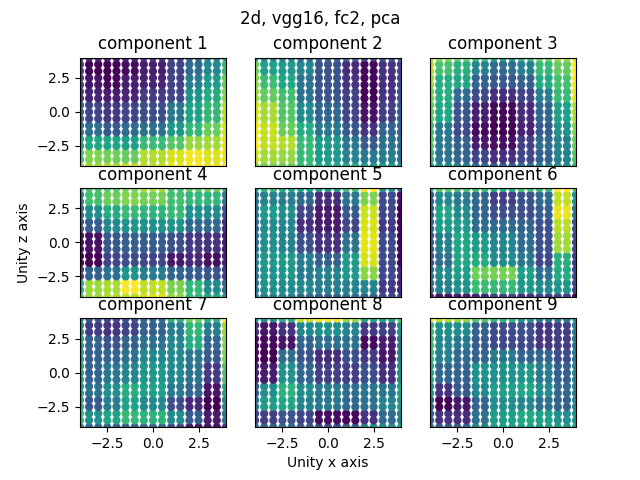 2d, vgg16, fc2, pca
component 1 component 2 component 3
2.5
0.0
−2.5
component 4 component 5 component 6
2.5
0.0
−2.5
Unity z axis
component 7 component 8 component 9
2.5
0.0
−2.5
−2.5 0.0 2.5 −2.5 0.0 2.5 −2.5 0.0 2.5
Unity x axis